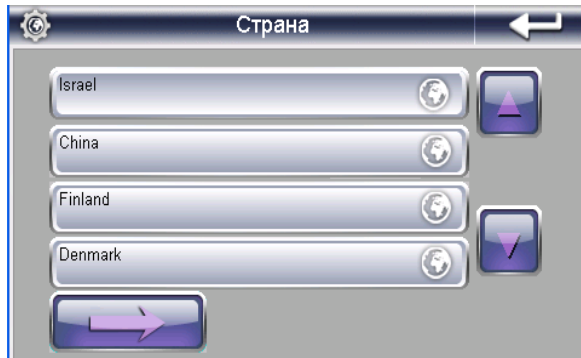 Страна
Israel
China
Finland
Denmark